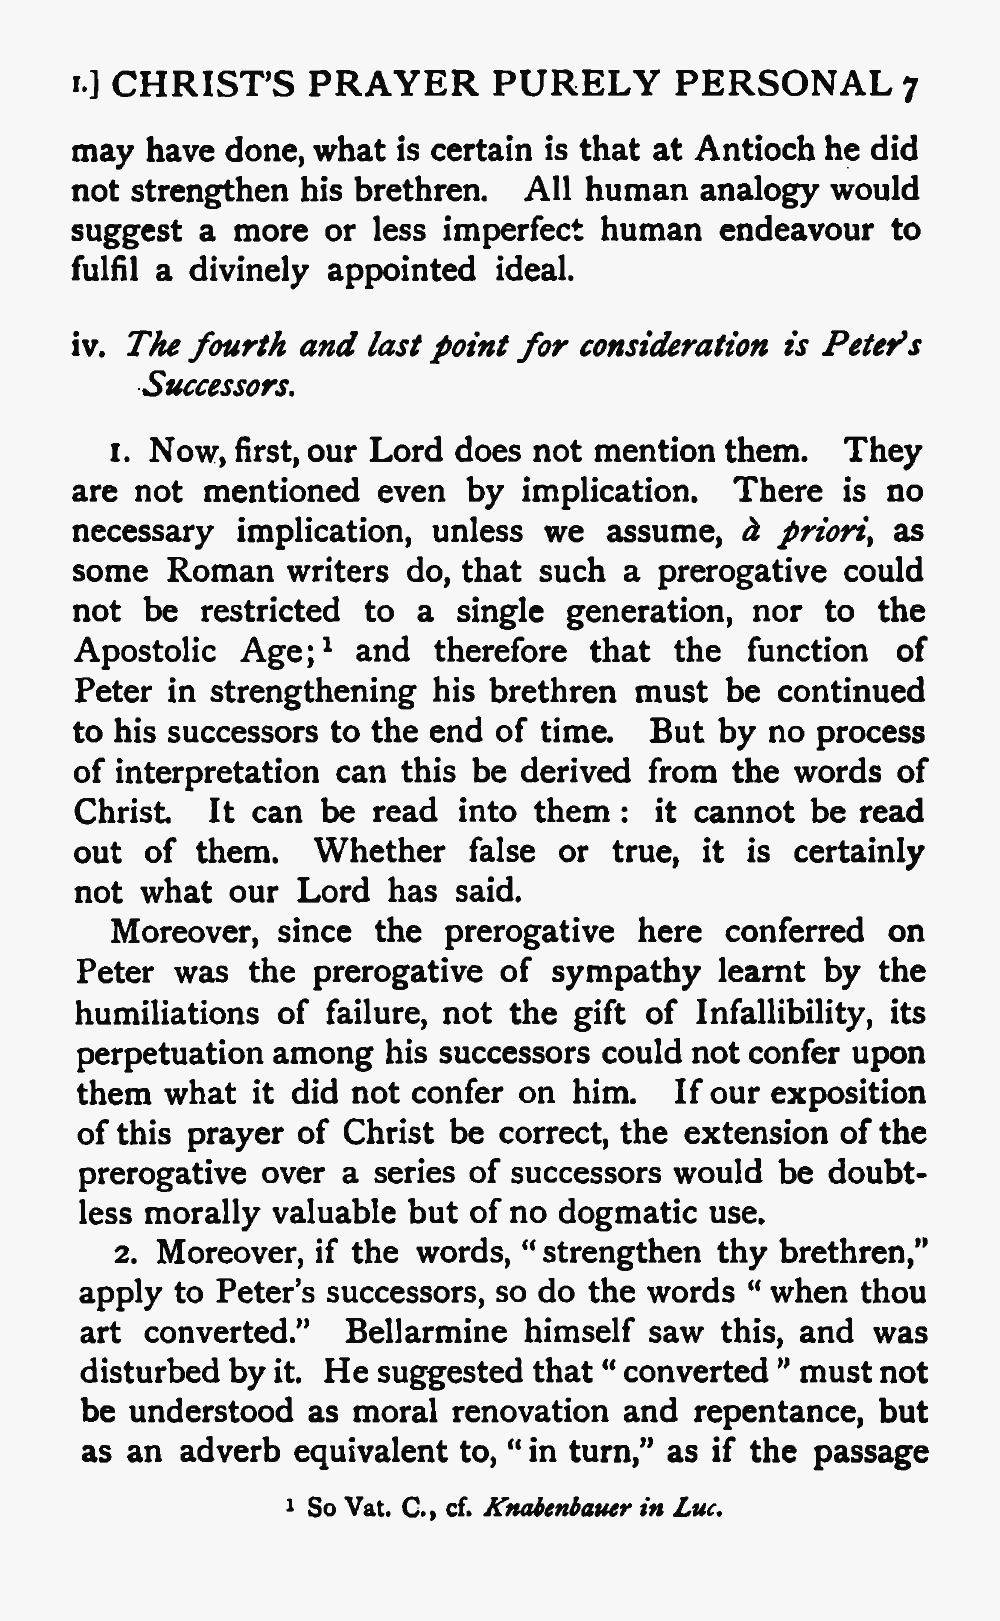 I.] CHRIST'S PRAYER PURELY PERSONAL 7
may have done, what is certain is that at Antioch he did
not strengthen his brethren. All human analogy would
suggest a more or less imperfect human endeavour to
fulfil a divinely appointed ideal.
iv. The fourth and last point for consideration is Peter's
Successors.
1. Now, first, our Lord does not mention them. They
are not mentioned even by implication. There is no
necessary implication, unless we assume, à priori, as
some Roman writers do, that such a prerogative could
not be restricted to a single generation, nor to the
Apostolic Age;¹ and therefore that the function of
Peter in strengthening his brethren must be continued
to his successors to the end of time. But by no process
of interpretation can this be derived from the words of
Christ. It can be read into them : it cannot be read
out of them. Whether false or true, it is certainly
not what our Lord has said.
Moreover, since the prerogative here conferred on
Peter was the prerogative of sympathy learnt by the
humiliations of failure, not the gift of Infallibility, its
perpetuation among his successors could not confer upon
them what it did not confer on him. If our exposition
of this prayer of Christ be correct, the extension of the
prerogative over a series of successors would be doubt-
less morally valuable but of no dogmatic use.
2. Moreover, if the words, "strengthen thy brethren,"
apply to Peter's successors, so do the words "when thou
art converted." Bellarmine himself saw this, and was
disturbed by it. He suggested that "converted" must not
be understood as moral renovation and repentance, but
as an adverb equivalent to, "in turn," as if the passage
¹ So Vat. C., cf. Knabenbauer in Luc.